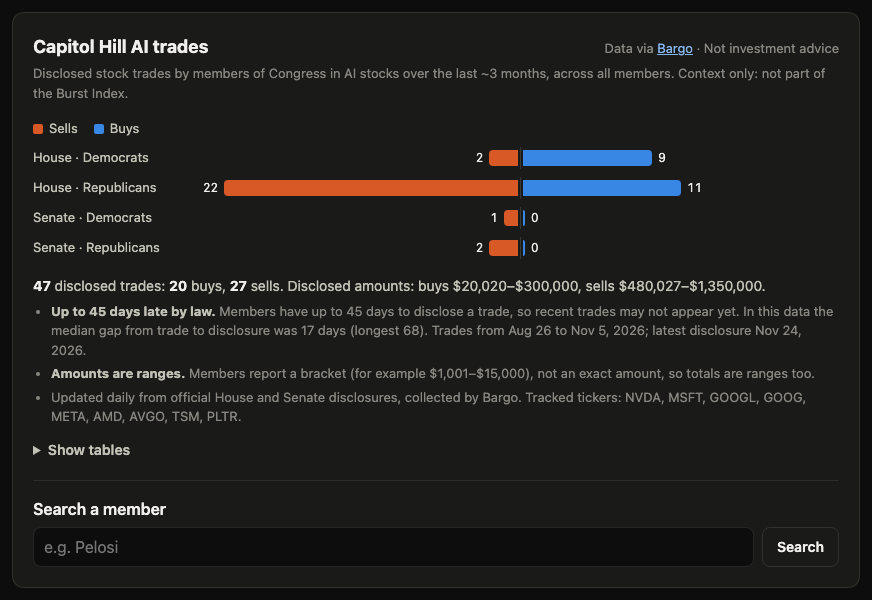 Capitol Hill AI trades
Data via Bargo · Not investment advice
Disclosed stock trades by members of Congress in AI stocks over the last ~3 months, across all members. Context only: not part of
the Burst Index.
Sells
Buys
House · Democrats
2
9
House · Republicans
22
11
Senate · Democrats
1
0
Senate · Republicans
2
0
47 disclosed trades: 20 buys, 27 sells. Disclosed amounts: buys $20,020–$300,000, sells $480,027–$1,350,000.
• Up to 45 days late by law. Members have up to 45 days to disclose a trade, so recent trades may not appear yet. In this data the
median gap from trade to disclosure was 17 days (longest 68). Trades from Aug 26 to Nov 5, 2026; latest disclosure Nov 24,
2026.
• Amounts are ranges. Members report a bracket (for example $1,001–$15,000), not an exact amount, so totals are ranges too.
• Updated daily from official House and Senate disclosures, collected by Bargo. Tracked tickers: NVDA, MSFT, GOOGL, GOOG,
META, AMD, AVGO, TSM, PLTR.
▶ Show tables
Search a member
e.g. Pelosi
Search